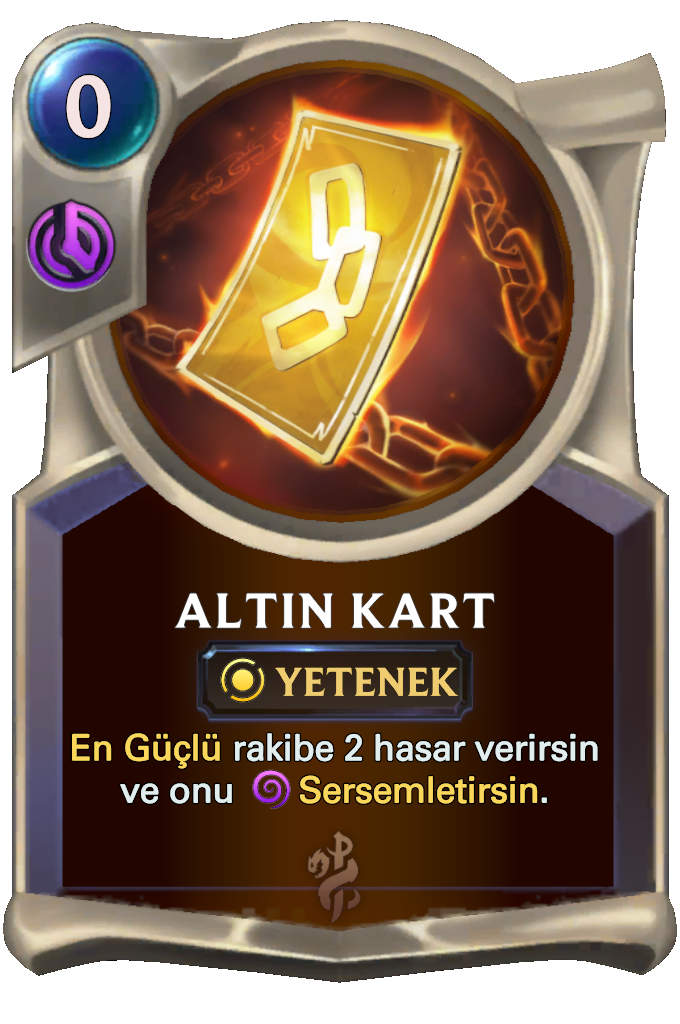 0
ALTIN KART
YETENEK
En Güçlü rakibe 2 hasar verirsin
ve onu Sersemletirsin.